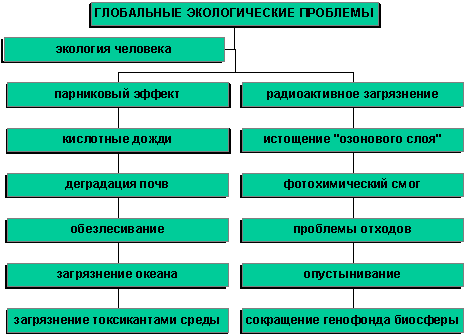 ГЛОБАЛЬНЫЕ ЭКОЛОГИЧЕСКИЕ ПРОБЛЕМЫ
экология человека
парниковый эффект
радиоактивное загрязнение
кислотные дожди
истощение "озонового слоя"
деградация почв
фотохимический смог
обезлесивание
проблемы отходов
загрязнение океана
опустынивание
загрязнение токсикантами среды
сокращение генофонда биосферы